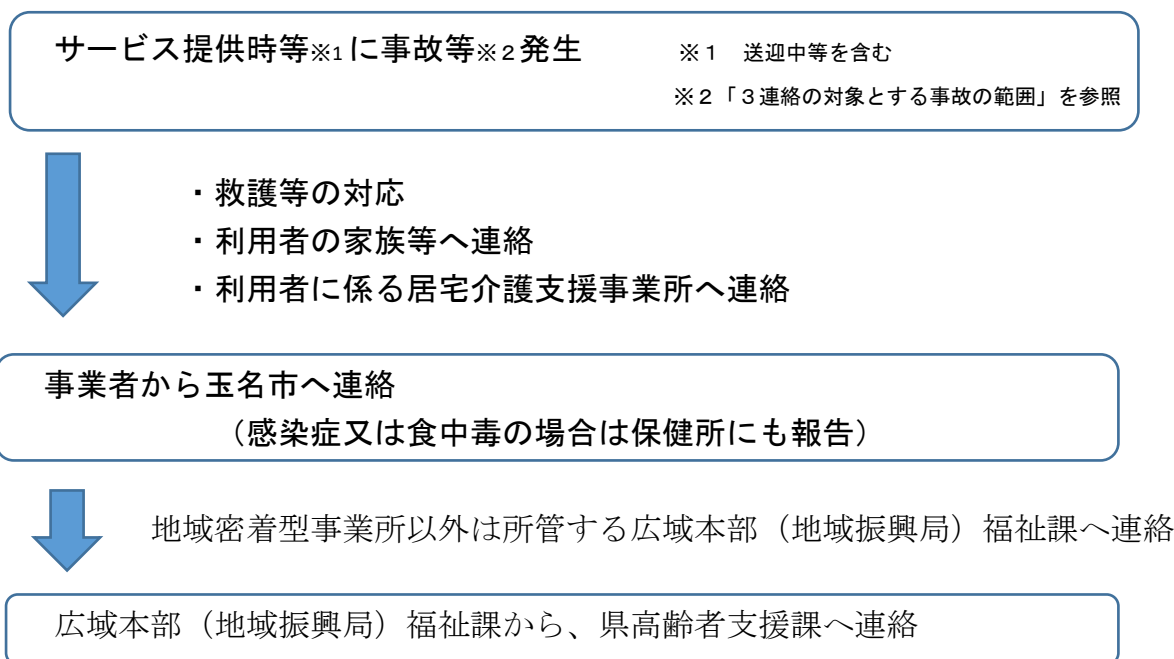 サービス提供時等※1に事故等※2発生　　※１　送迎中等を含む
※２「３連絡の対象とする事故の範囲」を参照
・救護等の対応
・利用者の家族等へ連絡
・利用者に係る居宅介護支援事業所へ連絡
事業者から玉名市へ連絡
（感染症又は食中毒の場合は保健所にも報告）
地域密着型事業所以外は所管する広域本部（地域振興局）福祉課へ連絡
広域本部（地域振興局）福祉課から、県高齢者支援課へ連絡